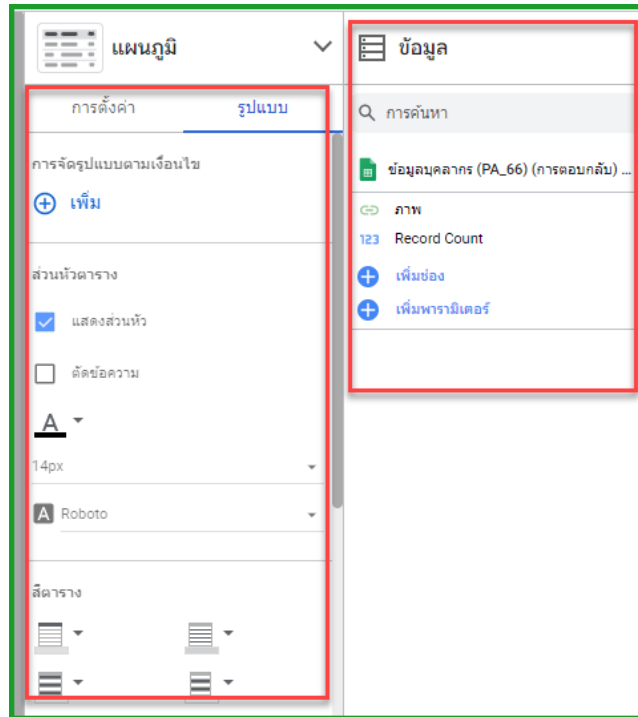 แผนภูมิ
การตั้งค่า
รูปแบบ
การจัดรูปแบบตามเงื่อนไข
เพิ่ม
ส่วนหัวตาราง
แสดงส่วนหัว
ตัดข้อความ
A
14px
A Roboto
สีตาราง
ข้อมูล
การค้นหา
ข้อมูลบุคลากร (PA_66) (การตอบกลับ) ...
ภาพ
123 Record Count
เพิ่มช่อง
เพิ่มพารามิเตอร์